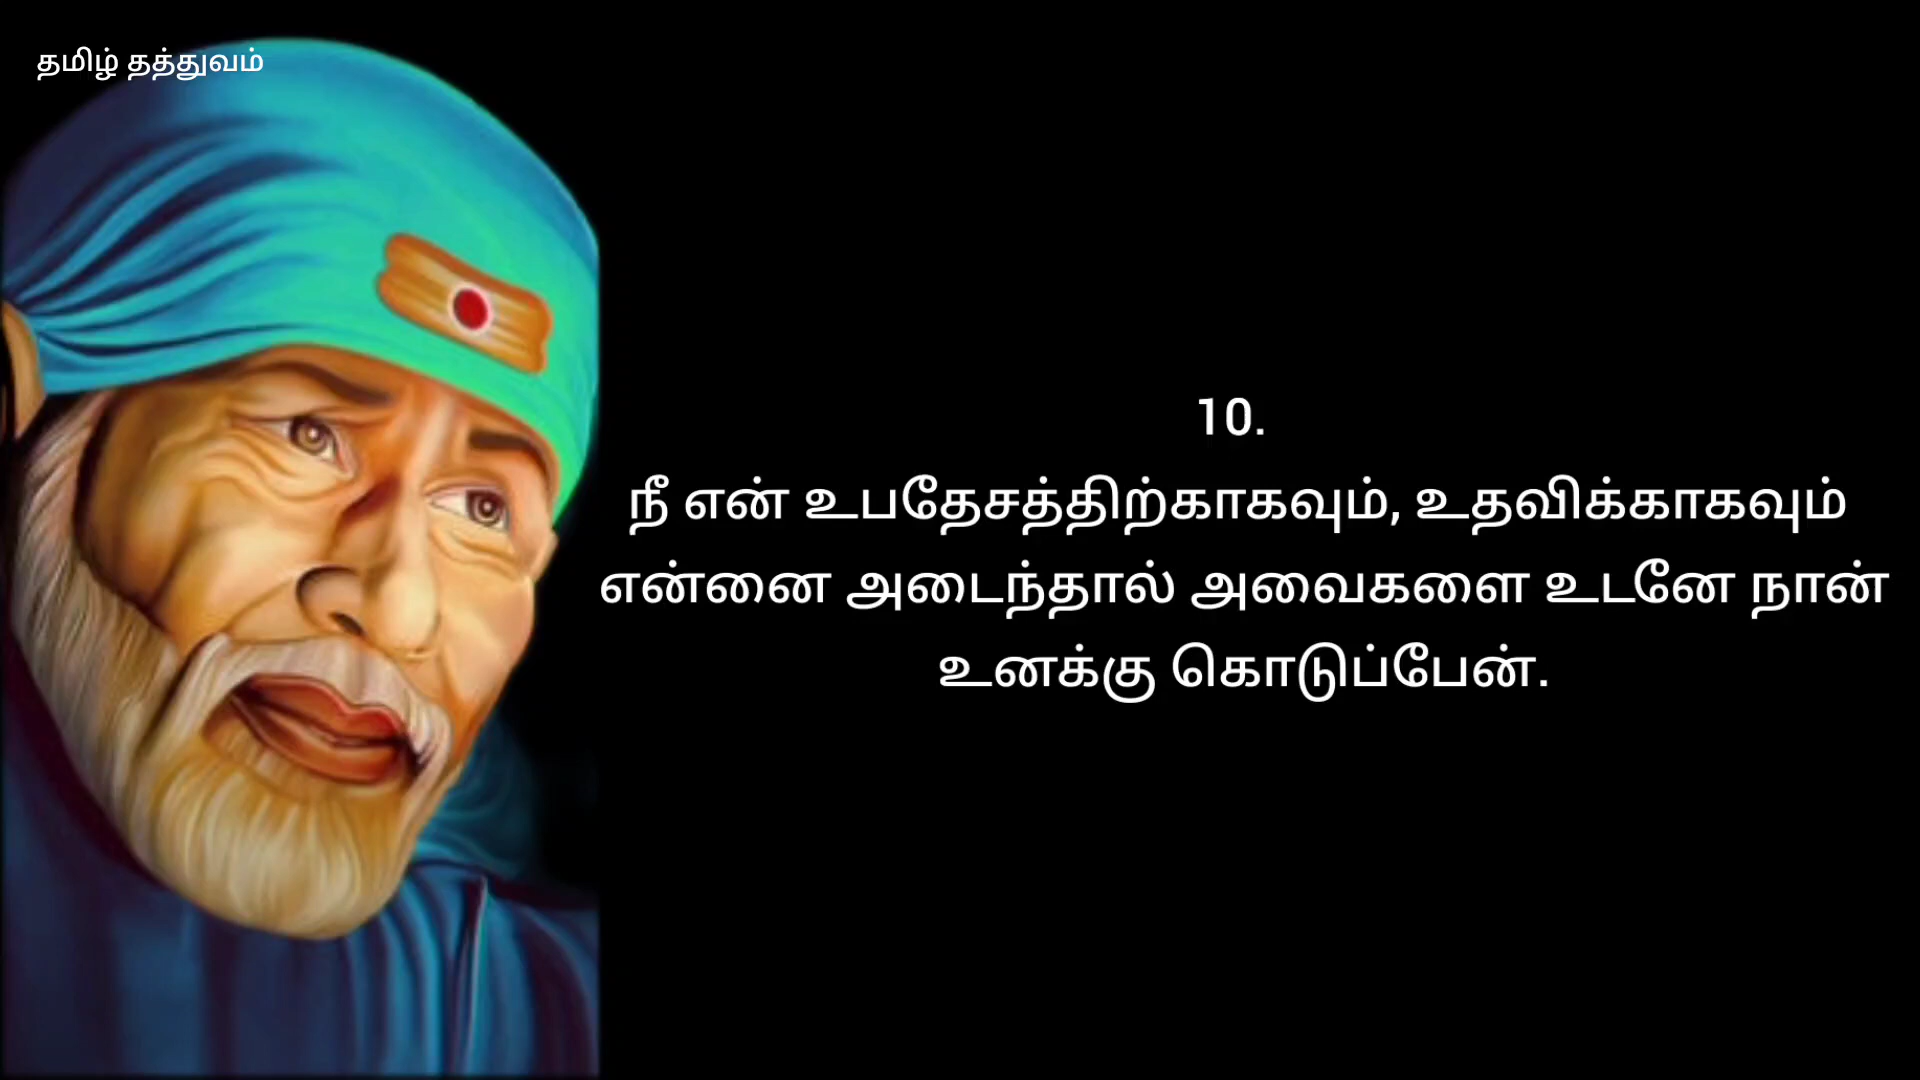 தமிழ் தத்துவம்
10.
நீ என் உபதேசத்திற்காகவும், உதவிக்காகவும்
என்னை அடைந்தால் அவைகளை உடனே நான்
உனக்கு கொடுப்பேன்.